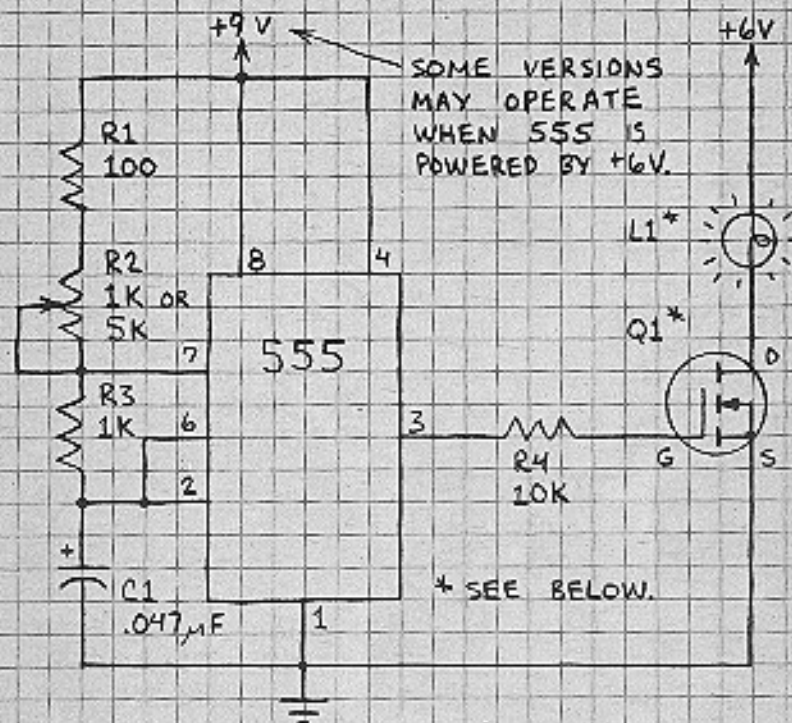 +9 V
+6V
SOME VERSIONS
MAY OPERATE
WHEN 555 IS
POWERED BY +6V.
R1
100
L1*
R2
1K OR
5K
8
4
Q1*
555
7
D
R3
1K
6
3
G
S
R4
10K
2
+
C1
.047µF
* SEE BELOW.
1